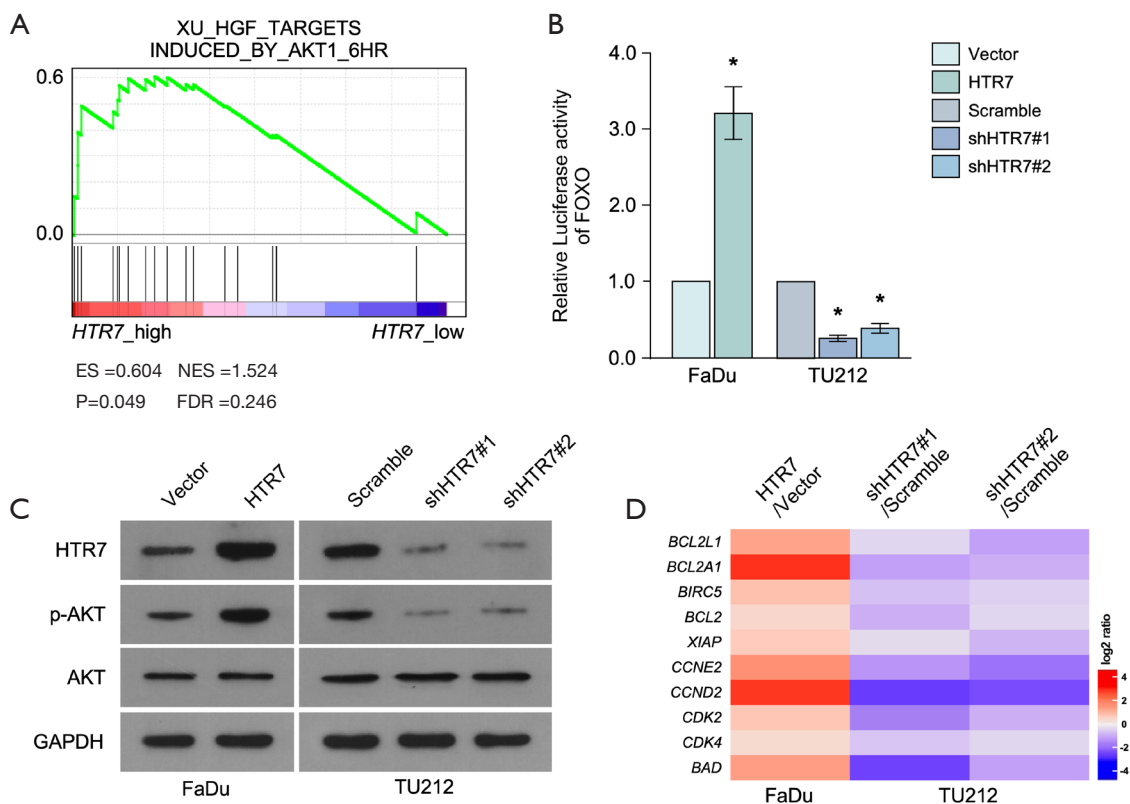 A
XU_HGF_TARGETS
INDUCED_BY_AKT1_6HR
0.6
0.0
HTR7_high
HTR7_low
ES =0.604 NES =1.524
P=0.049 FDR =0.246
B
Relative Luciferase activity
of FOXO
4.0
3.0
2.0
1.0
0.0
*
*
*
FaDu
TU212
Vector
HTR7
Scramble
shHTR7#1
shHTR7#2
C
Vector
HTR7
Scramble
shHTR7#1
shHTR7#2
HTR7
p-AKT
AKT
GAPDH
FaDu
TU212
D
HTR7
/Vector
shHTR7#1
/Scramble
shHTR7#2
/Scramble
BCL2L1
BCL2A1
BIRC5
BCL2
XIAP
CCNE2
CCND2
CDK2
CDK4
BAD
FaDu
TU212
log2 ratio
4
2
0
-2
-4